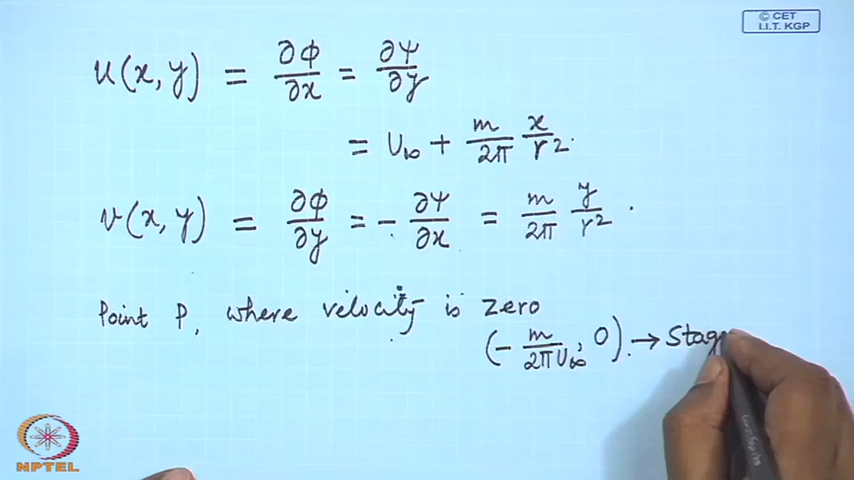 © CET
I.I.T. KGP
u(x, y) = ∂ϕ/∂x = ∂Ψ/∂y
= U∞ + m/2π x/r².
v(x, y) = ∂ϕ/∂y = - ∂Ψ/∂x = m/2π y/r².
Point P, where velocity is zero
(- m/2πU∞, 0). → Stag
NPTEL